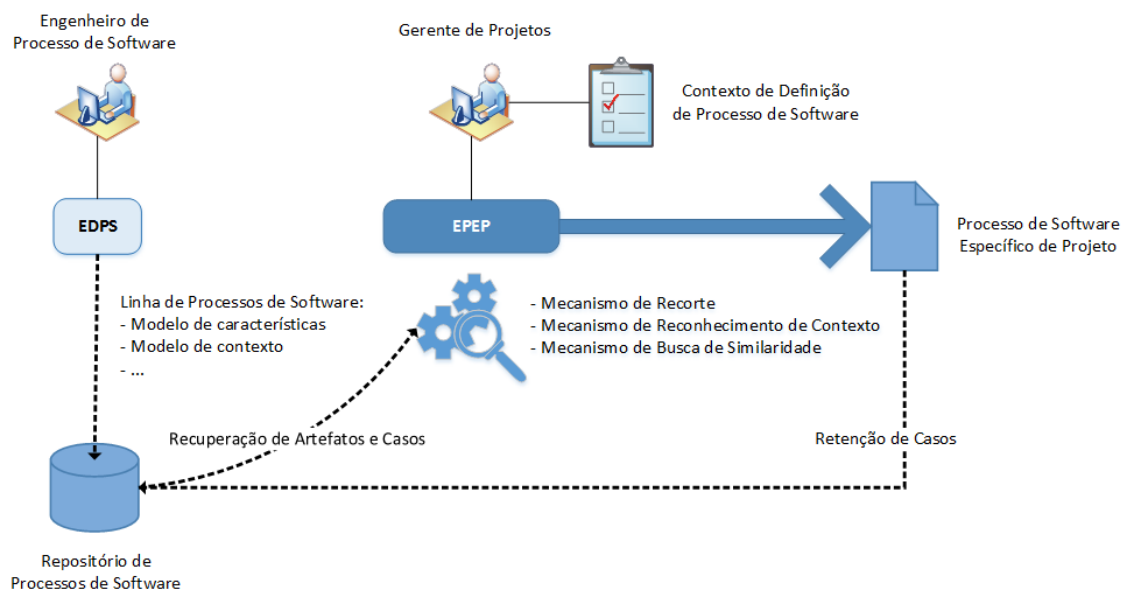 Engenheiro de
Processo de Software
Gerente de Projetos
Contexto de Definição
de Processo de Software
EDPS
EPEP
Processo de Software
Específico de Projeto
Linha de Processos de Software:
- Modelo de características
- Modelo de contexto
- ...
- Mecanismo de Recorte
- Mecanismo de Reconhecimento de Contexto
- Mecanismo de Busca de Similaridade
Recuperação de Artefatos e Casos
Retenção de Casos
Repositório de
Processos de Software